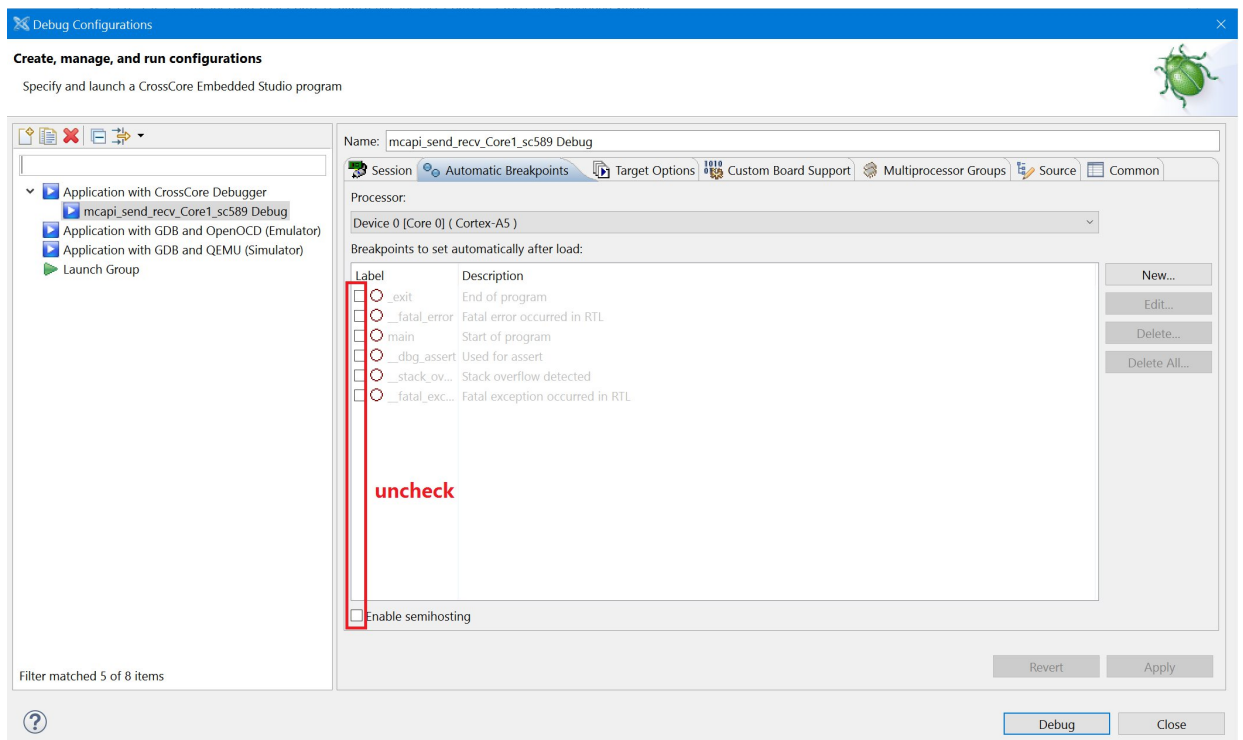 Debug Configurations
Create, manage, and run configurations
Specify and launch a CrossCore Embedded Studio program
Name: mcapi_send_recv_Core1_sc589 Debug
Session Automatic Breakpoints Target Options Custom Board Support Multiprocessor Groups Source Common
Application with CrossCore Debugger
mcapi_send_recv_Core1_sc589 Debug
Application with GDB and OpenOCD (Emulator)
Application with GDB and QEMU (Simulator)
Launch Group
Processor:
Device 0 [Core 0] ( Cortex-A5 )
Breakpoints to set automatically after load:
Label Description
_exit End of program
__fatal_error Fatal error occurred in RTL
main Start of program
__dbg_assert Used for assert
__stack_ov... Stack overflow detected
__fatal_exc... Fatal exception occurred in RTL
New...
Edit...
Delete...
Delete All...
uncheck
Enable semihosting
Filter matched 5 of 8 items
Revert Apply
Debug Close